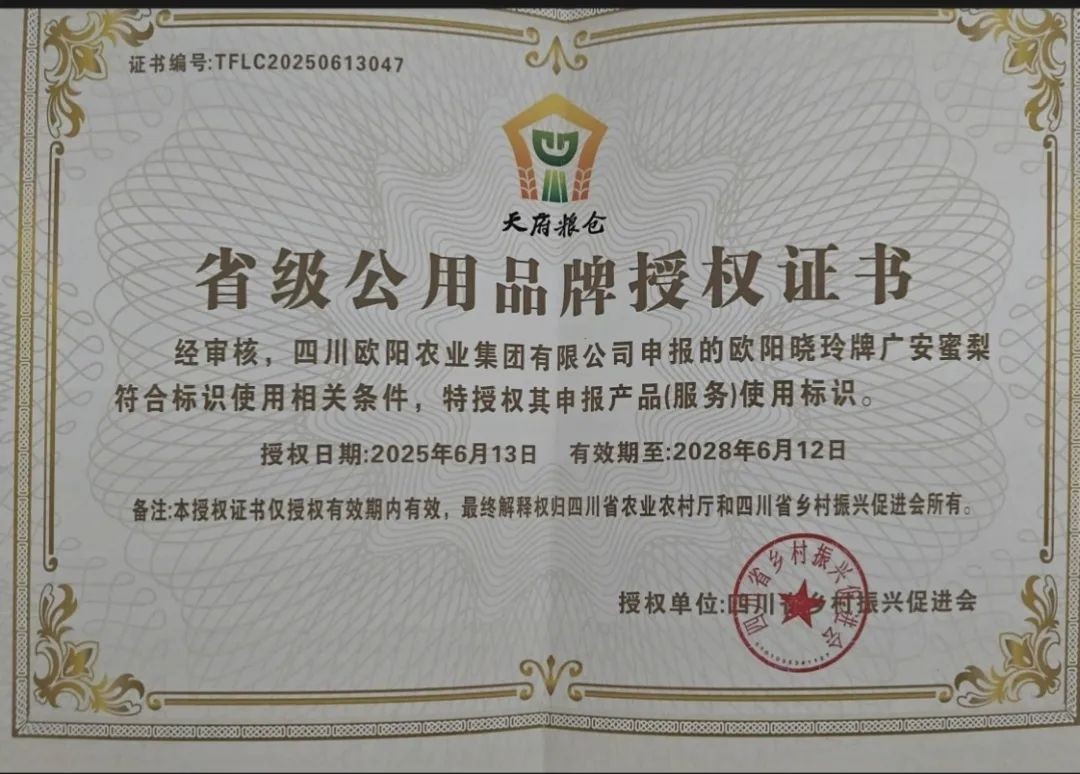 证书编号:TFLC20250613047
天府粮仓
省级公用品牌授权证书
经审核，四川欧阳农业集团有限公司申报的欧阳晓玲牌广安蜜梨
符合标识使用相关条件，特授权其申报产品(服务)使用标识。
授权日期:2025年6月13日 有效期至:2028年6月12日
备注:本授权证书仅授权有效期内有效，最终解释权归四川省农业农村厅和四川省乡村振兴促进会所有。
授权单位:四川省乡村振兴促进会
四川省乡村振兴促进会